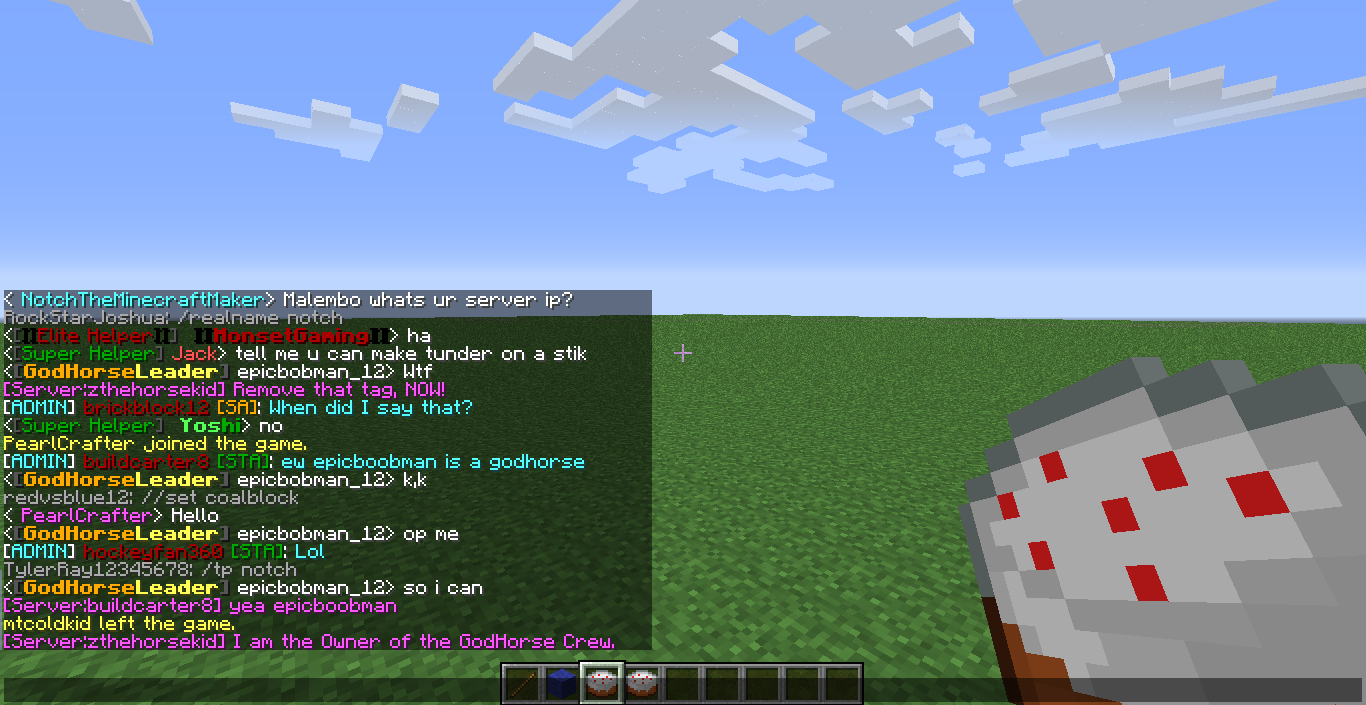 < NotchTheMinecraftMaker> Malembo whats ur server ip?
RockStarJoshua: /realname notch
<[[[Elite Helper]]] [[MonsetGaming]]> ha
<[Super Helper] Jack> tell me u can make tunder on a stik
<[GodHorseLeader] epicbobman_12> Wtf
[Server:zthehorsekid] Remove that tag, NOW!
[ADMIN] brickblock12 [SA]: When did I say that?
<[Super Helper] Yoshi> no
PearlCrafter joined the game.
[ADMIN] buildcarter8 [STA]: ew epicboobman is a godhorse
<[GodHorseLeader] epicbobman_12> k,k
redvsblue12: //set coalblock
< PearlCrafter> Hello
<[GodHorseLeader] epicbobman_12> op me
[ADMIN] hockeyfan360 [STA]: Lol
TylerRay12345678: /tp notch
<[GodHorseLeader] epicbobman_12> so i can
[Server:buildcarter8] yea epicboobman
mtcoldkid left the game.
[Server:zthehorsekid] I am the Owner of the GodHorse Crew.